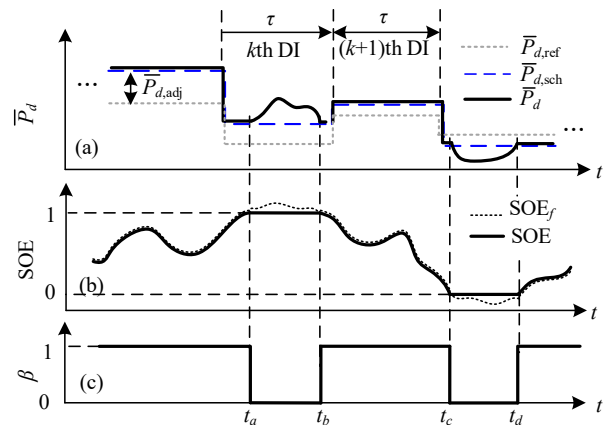 τ τ
kth DI (k+1)th DI
P̅d,ref
... P̅d,adj P̅d,sch
P̅d P̅d
...
(a) t
1 SOEf
SOE SOE
0 (b) t
1
β (c)
0 ta tb tc td t